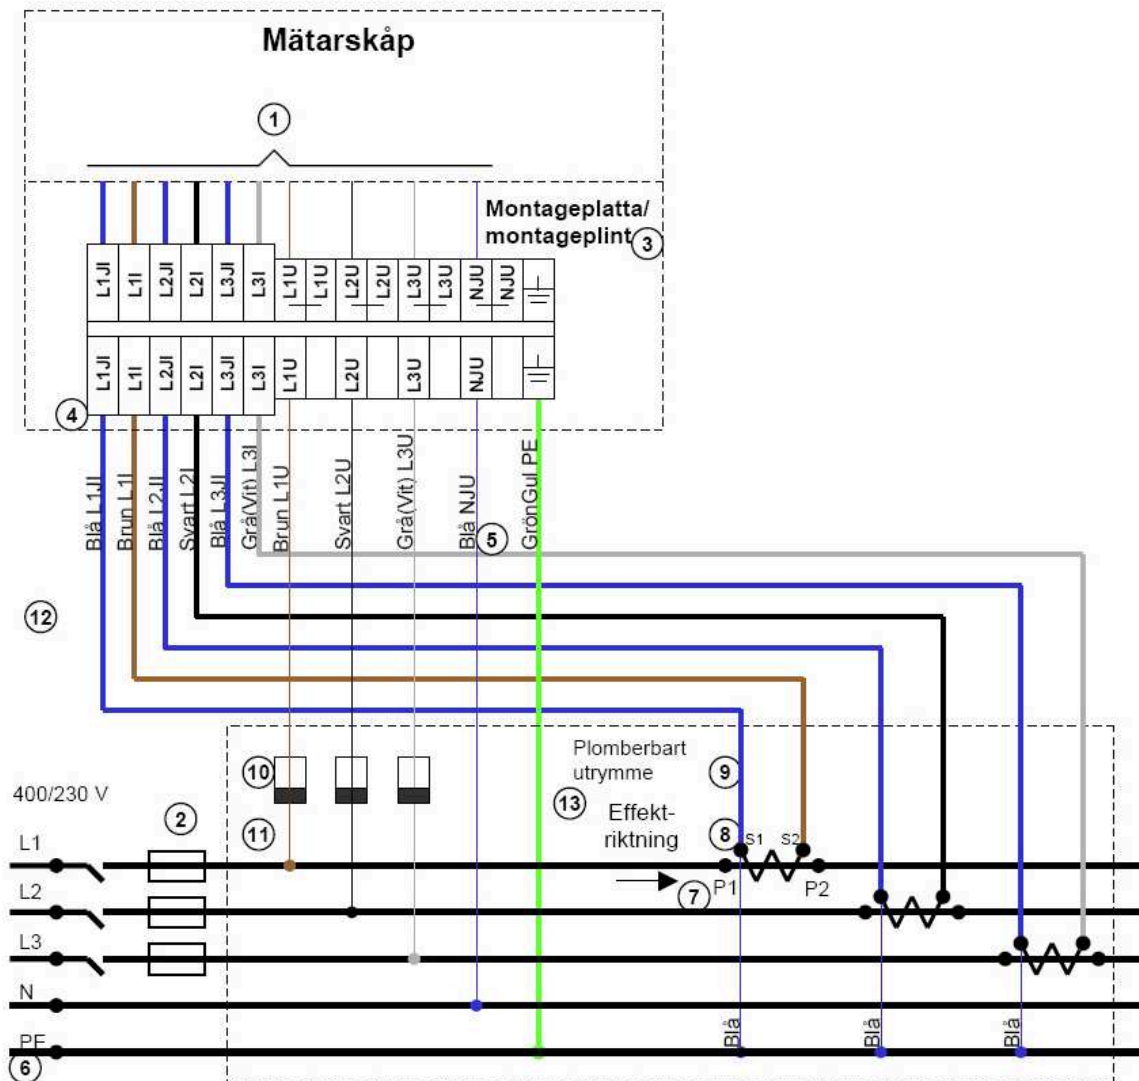 Mätarskåp
1
Montageplatta/
montageplint
3
L1JI L1I L2JI L2I L3JI L3I L1U L1U L2U L2U L3U L3U NJU NJU
L1JI L1I L2JI L2I L3JI L3I L1U L2U L3U NJU
4
Blå L1JI
Brun L1I
Blå L2JI
Svart L2I
Blå L3JI
Grå(Vit) L3I
Brun L1U
Svart L2U
Grå(Vit) L3U
Blå NJU
5
GrönGul PE
12
Plomberbart
utrymme
10
9
13
400/230 V
2
11
Effekt-
riktning
8
S1 S2
L1
7
P1 P2
L2
L3
N
Blå Blå Blå
PE
6